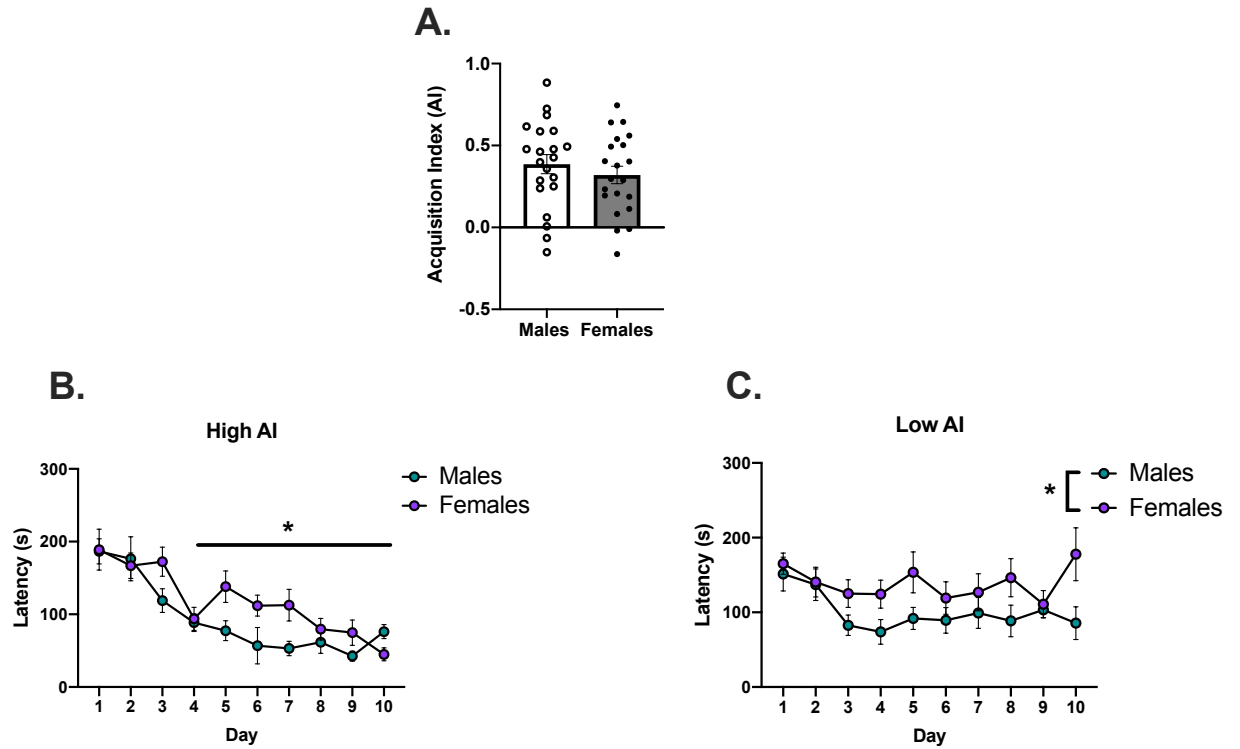 A.
Acquisition Index (AI)
1.0
0.5
0.0
-0.5
Males Females
B.
High AI
Latency (s)
300
200
100
0
1 2 3 4 5 6 7 8 9 10
Day
*
Males
Females
C.
Low AI
Latency (s)
300
200
100
0
1 2 3 4 5 6 7 8 9 10
Day
*
Males
Females